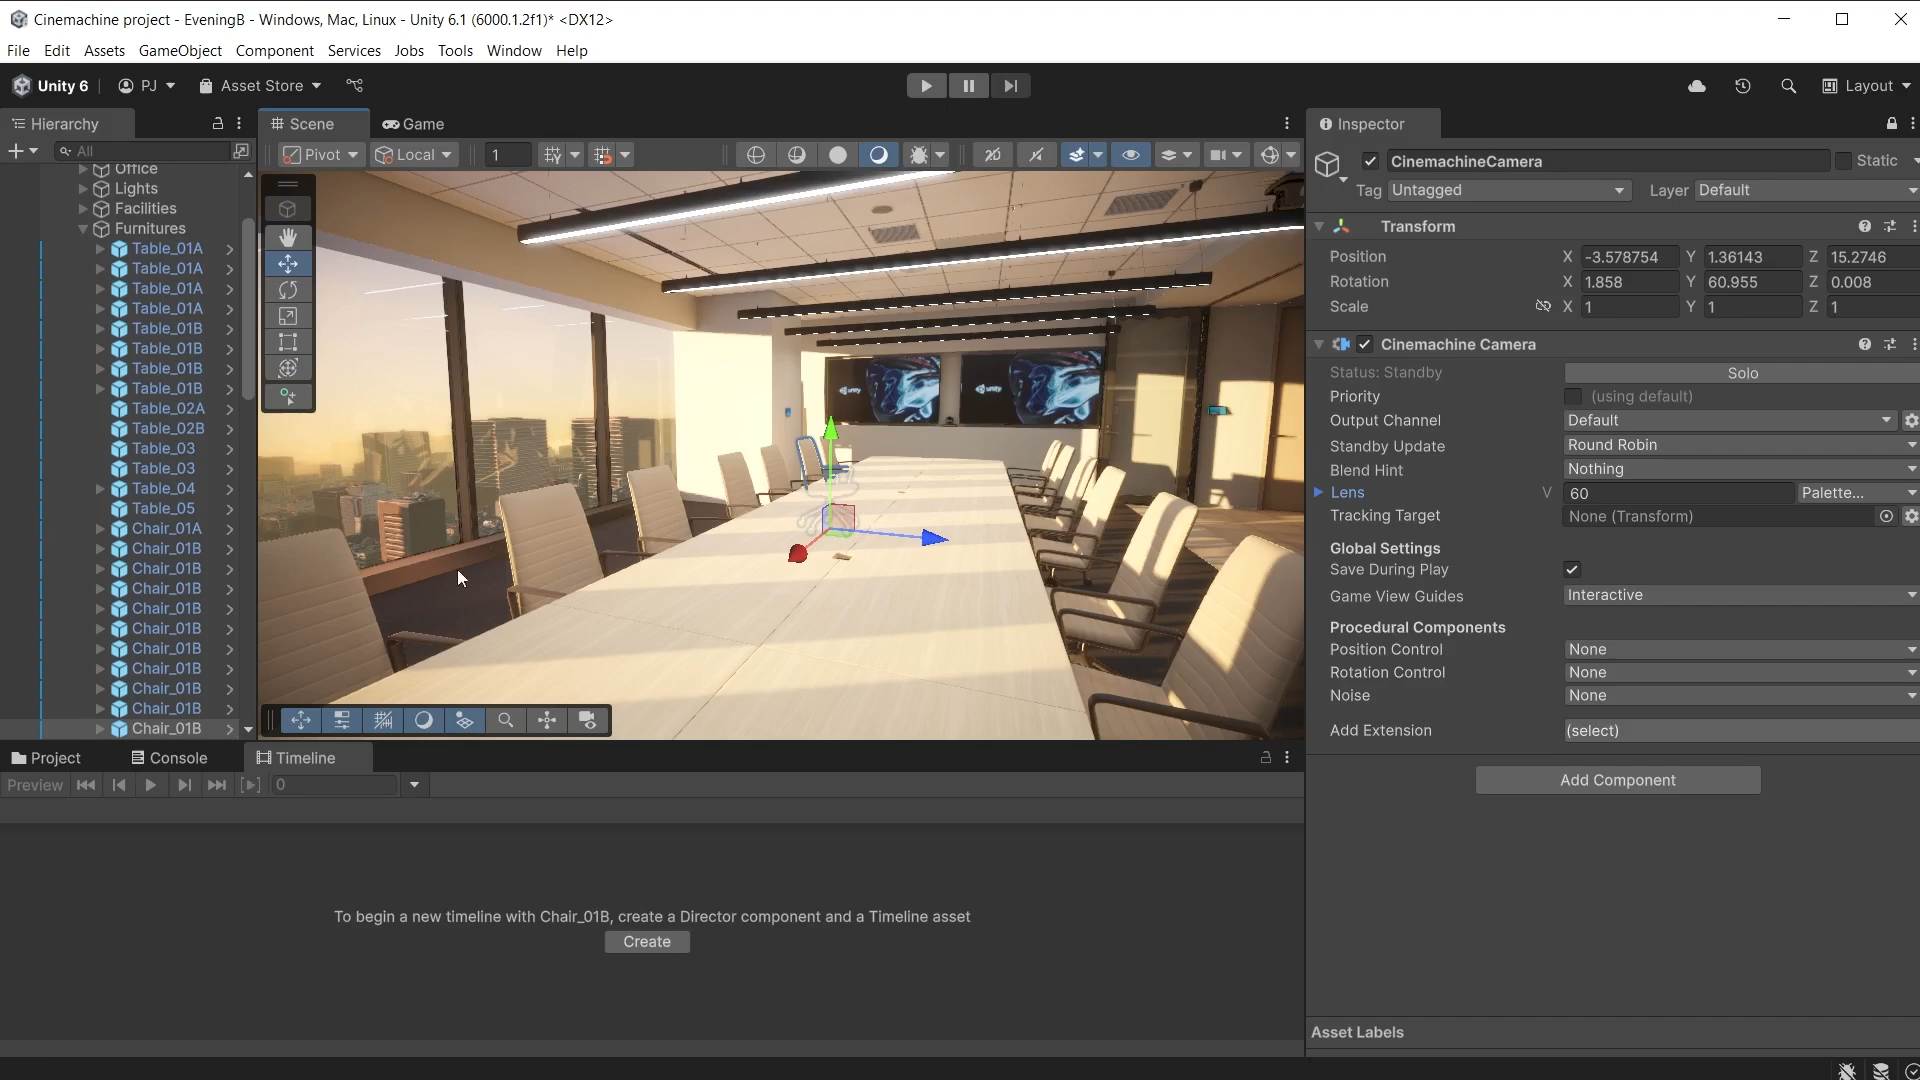 Cinemachine project - EveningB - Windows, Mac, Linux - Unity 6.1 (6000.1.2f1)* <DX12>
File Edit Assets GameObject Component Services Jobs Tools Window Help
Unity 6 PJ Asset Store Layout
Hierarchy
All
Office
Lights
Facilities
Furnitures
Table_01A
Table_01A
Table_01A
Table_01A
Table_01B
Table_01B
Table_01B
Table_01B
Table_02A
Table_02B
Table_03
Table_03
Table_04
Table_05
Chair_01A
Chair_01B
Chair_01B
Chair_01B
Chair_01B
Chair_01B
Chair_01B
Chair_01B
Chair_01B
Chair_01B
Chair_01B
Scene Game
Pivot Local 1 2D
unity
unity
Project Console Timeline
Preview 0
To begin a new timeline with Chair_01B, create a Director component and a Timeline asset
Create
Inspector
CinemachineCamera Static
Tag Untagged Layer Default
Transform
Position X -3.578754 Y 1.36143 Z 15.2746
Rotation X 1.858 Y 60.955 Z 0.008
Scale X 1 Y 1 Z 1
Cinemachine Camera
Status: Standby Solo
Priority (using default)
Output Channel Default
Standby Update Round Robin
Blend Hint Nothing
Lens V 60 Palette...
Tracking Target None (Transform)
Global Settings
Save During Play
Game View Guides Interactive
Procedural Components
Position Control None
Rotation Control None
Noise None
Add Extension (select)
Add Component
Asset Labels